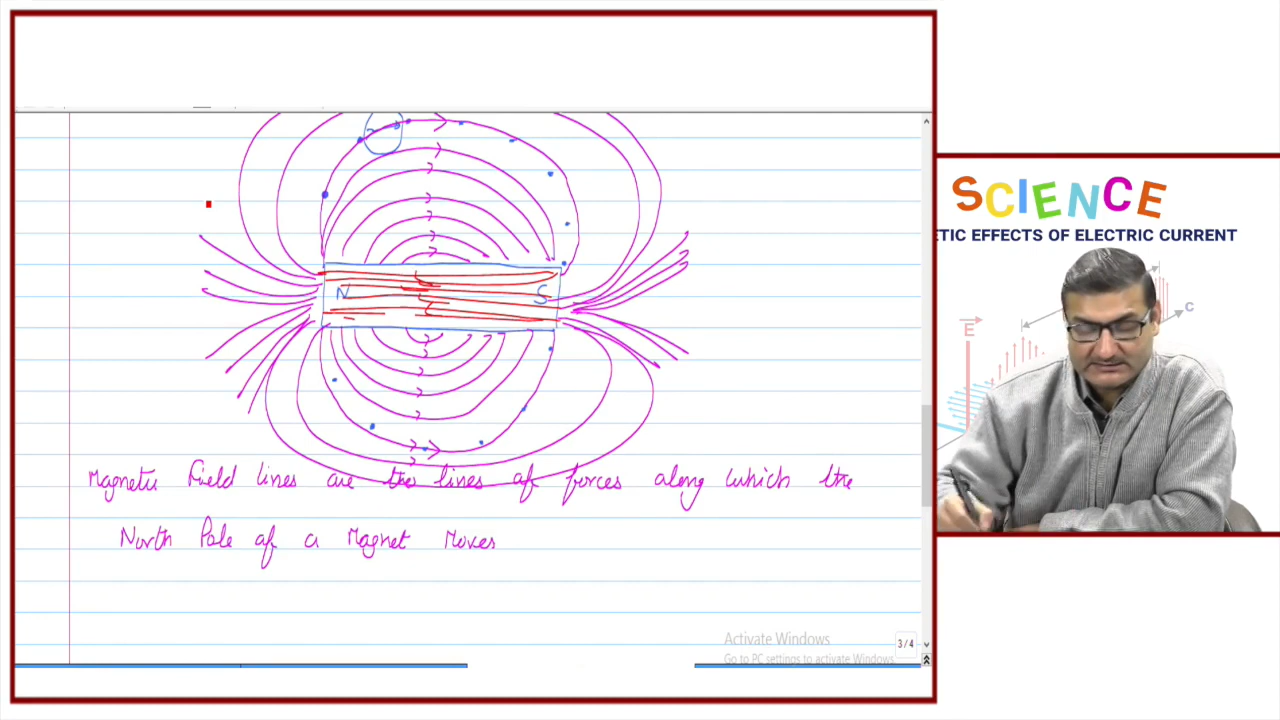 SCIENCE
ETIC EFFECTS OF ELECTRIC CURRENT
N
S
E
C
Magnetic Field lines are the lines of forces along which the
North Pole of a Magnet Moves
Activate Windows
Go to PC settings to activate Windows.
3/4